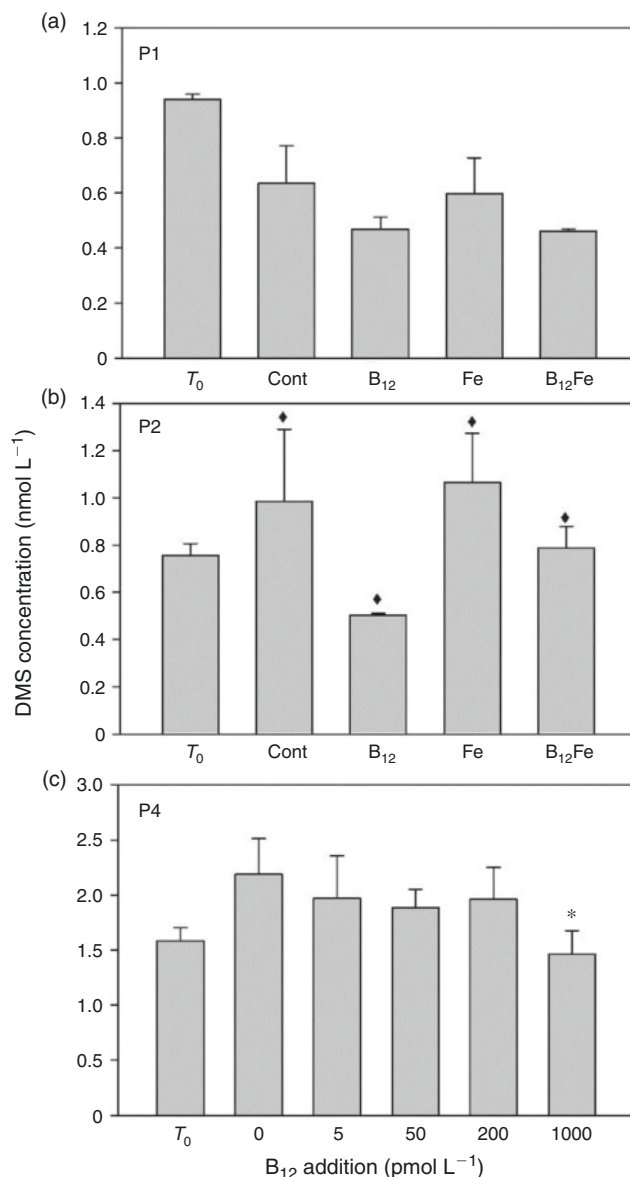 (a)
P1
1.2
1.0
0.8
0.6
0.4
0.2
0
T₀ Cont B₁₂ Fe B₁₂Fe
(b)
P2
1.4
1.2
1.0
0.8
0.6
0.4
0.2
0
T₀ Cont B₁₂ Fe B₁₂Fe
DMS concentration (nmol L⁻¹)
(c)
P4
3.0
2.5
2.0
1.5
1.0
0.5
0
*
T₀ 0 5 50 200 1000
B₁₂ addition (pmol L⁻¹)